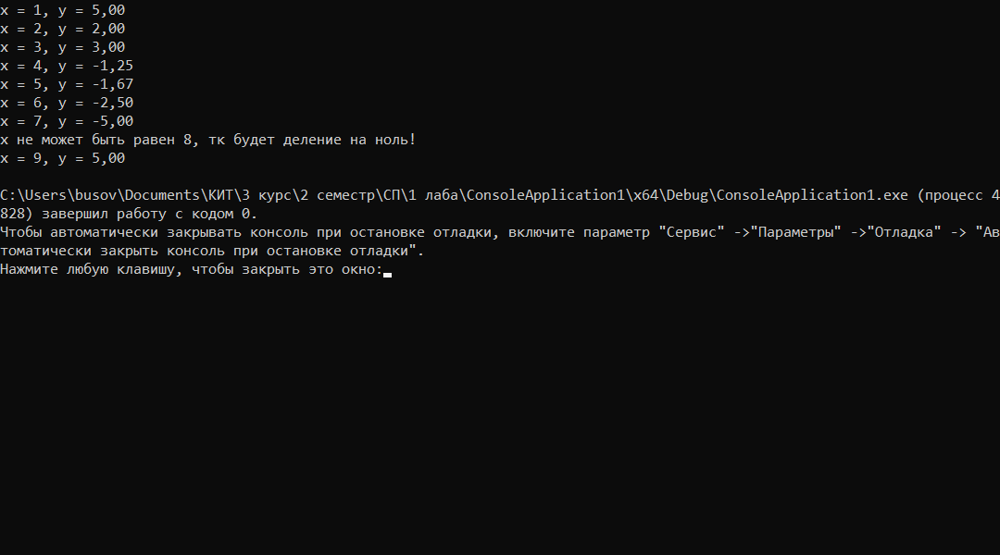 x = 1, y = 5,00
x = 2, y = 2,00
x = 3, y = 3,00
x = 4, y = -1,25
x = 5, y = -1,67
x = 6, y = -2,50
x = 7, y = -5,00
x не может быть равен 8, тк будет деление на ноль!
x = 9, y = 5,00
C:\Users\busov\Documents\КИТ\3 курс\2 семестр\СП\1 лаба\ConsoleApplication1\x64\Debug\ConsoleApplication1.exe (процесс 4
828) завершил работу с кодом 0.
Чтобы автоматически закрывать консоль при остановке отладки, включите параметр "Сервис" ->"Параметры" ->"Отладка" -> "Ав
томатически закрыть консоль при остановке отладки".
Нажмите любую клавишу, чтобы закрыть это окно: